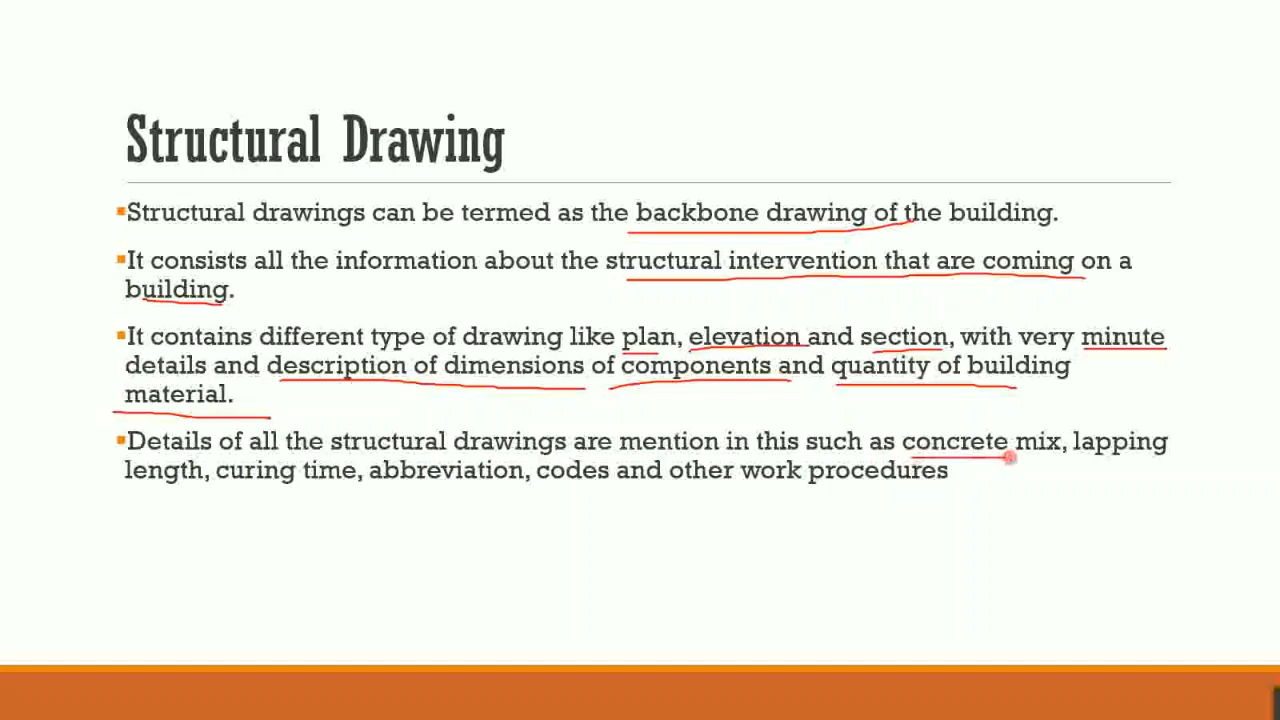 Structural Drawing
▪Structural drawings can be termed as the backbone drawing of the building.
▪It consists all the information about the structural intervention that are coming on a
building.
▪It contains different type of drawing like plan, elevation and section, with very minute
details and description of dimensions of components and quantity of building
material.
▪Details of all the structural drawings are mention in this such as concrete mix, lapping
length, curing time, abbreviation, codes and other work procedures